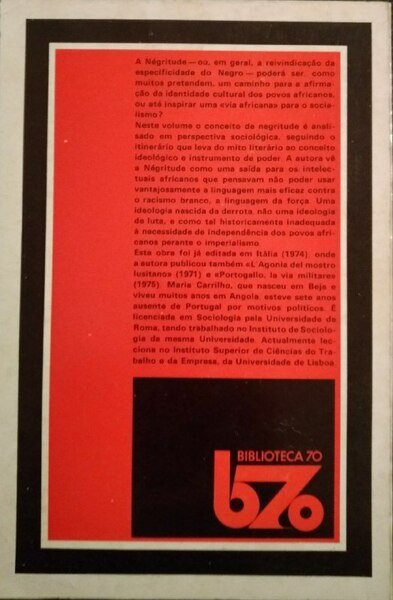 A Négritude — ou, em geral, a reivindicação da
especificidade do Negro — poderá ser, como
muitos pretendem, um caminho para a afirma-
ção da identidade cultural dos povos africanos,
ou até inspirar uma «via africana» para o socia-
lismo?
Neste volume o conceito de negritude é anali-
sado em perspectiva sociológica, seguindo o
itinerário que leva do mito literário ao conceito
ideológico e instrumento de poder. A autora vê
a Négritude como uma saída para os intelec-
tuais africanos que pensavam não poder usar
vantajosamente a linguagem mais eficaz contra
o racismo branco, a linguagem da força. Uma
ideologia nascida da derrota, não uma ideologia
de luta, e como tal historicamente inadequada
à necessidade de independência dos povos afri-
canos perante o imperialismo.
Esta obra foi já editada em Itália (1974), onde
a autora publicou também «L'Agonia del mostro
lusitano» (1971) e «Portogallo, la via militare»
(1975). Maria Carrilho, que nasceu em Beja e
viveu muitos anos em Angola, esteve sete anos
ausente de Portugal por motivos políticos. É
licenciada em Sociologia pela Universidade de
Roma, tendo trabalhado no Instituto de Sociolo-
gia da mesma Universidade. Actualmente lec-
ciona no Instituto Superior de Ciências do Tra-
balho e da Empresa, da Universidade de Lisboa.
BIBLIOTECA 70
b70